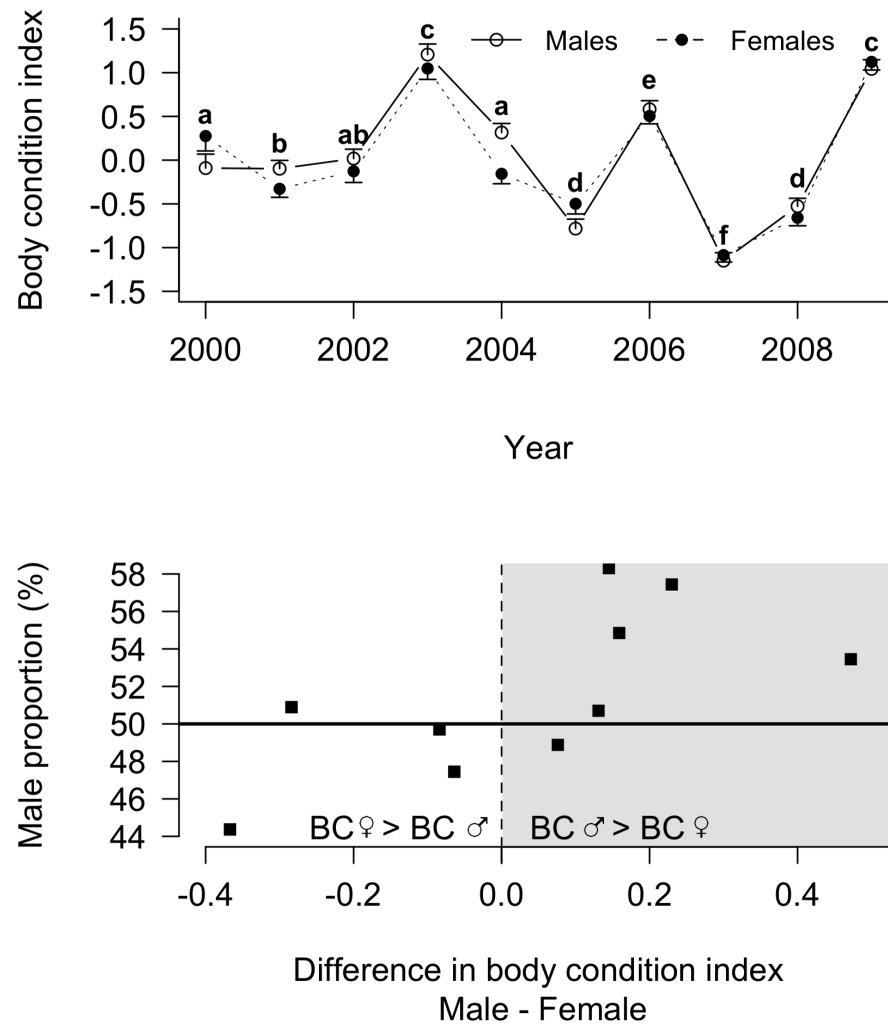 Body condition index
1.5
1.0
0.5
0.0
-0.5
-1.0
-1.5
Males Females
a b ab c a d e f d c
2000 2002 2004 2006 2008
Year
Male proportion (%)
58
56
54
52
50
48
46
44
BC♀ > BC ♂ BC ♂ > BC ♀
-0.4 -0.2 0.0 0.2 0.4
Difference in body condition index
Male - Female